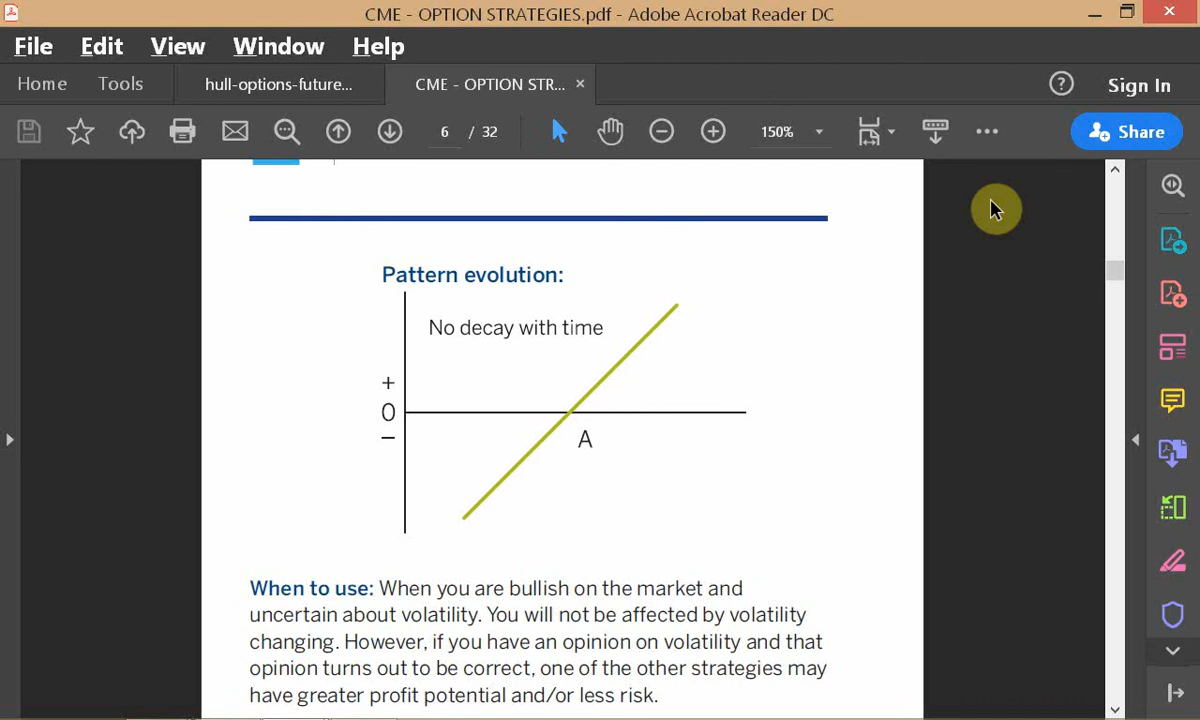 CME - OPTION STRATEGIES.pdf - Adobe Acrobat Reader DC
File Edit View Window Help
Home Tools hull-options-future... CME - OPTION STR... × ? Sign In
6 / 32 150% Share
Pattern evolution:
No decay with time
+
0
−
A
When to use: When you are bullish on the market and
uncertain about volatility. You will not be affected by volatility
changing. However, if you have an opinion on volatility and that
opinion turns out to be correct, one of the other strategies may
have greater profit potential and/or less risk.